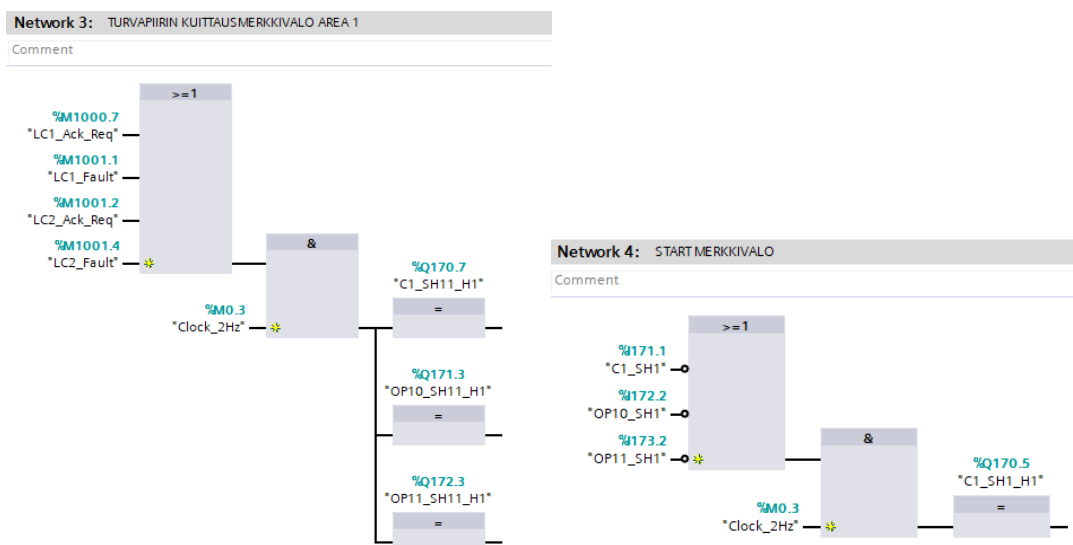 Network 3: TURVAPIIRIN KUITTAUSMERKKIVALO AREA 1
Comment
>=1
%M1000.7
"LC1_Ack_Req"
%M1001.1
"LC1_Fault"
%M1001.2
"LC2_Ack_Req"
%M1001.4
"LC2_Fault"
&
%M0.3
"Clock_2Hz"
%Q170.7
"C1_SH11_H1"
=
%Q171.3
"OP10_SH11_H1"
=
%Q172.3
"OP11_SH11_H1"
=
Network 4: START MERKKIVALO
Comment
>=1
%I171.1
"C1_SH1"
%I172.2
"OP10_SH1"
%I173.2
"OP11_SH1"
&
%M0.3
"Clock_2Hz"
%Q170.5
"C1_SH1_H1"
=